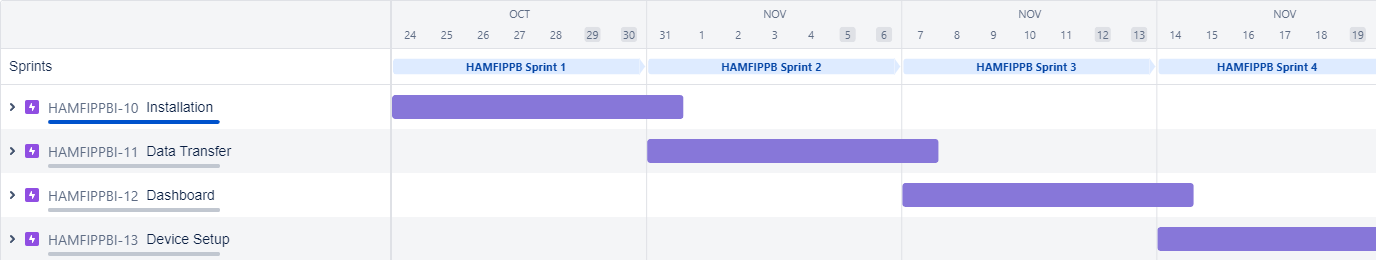 OCT NOV NOV NOV
24 25 26 27 28 29 30 31 1 2 3 4 5 6 7 8 9 10 11 12 13 14 15 16 17 18 19
Sprints HAMFIPPB Sprint 1 HAMFIPPB Sprint 2 HAMFIPPB Sprint 3 HAMFIPPB Sprint 4
HAMFIPPBI-10 Installation
HAMFIPPBI-11 Data Transfer
HAMFIPPBI-12 Dashboard
HAMFIPPBI-13 Device Setup